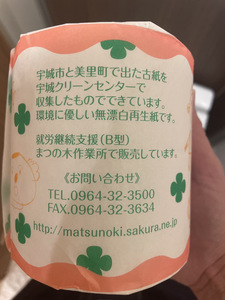 宇城市と美里町で出た古紙を
宇城クリーンセンターで
収集したものでできています。
環境に優しい無漂白再生紙です。
就労継続支援（B型）
まつの木作業所で販売しています。
《お問い合わせ》
TEL.0964-32-3500
FAX.0964-32-3634
http://matsunoki.sakura.ne.jp